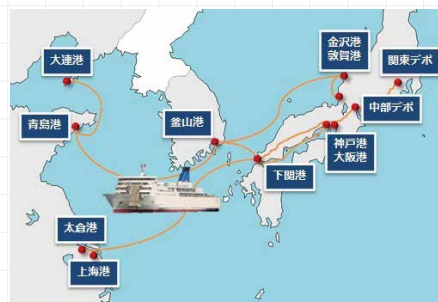 大連港
青島港
釜山港
金沢港
敦賀港
関東デポ
中部デポ
神戸港
大阪港
下関港
太倉港
上海港